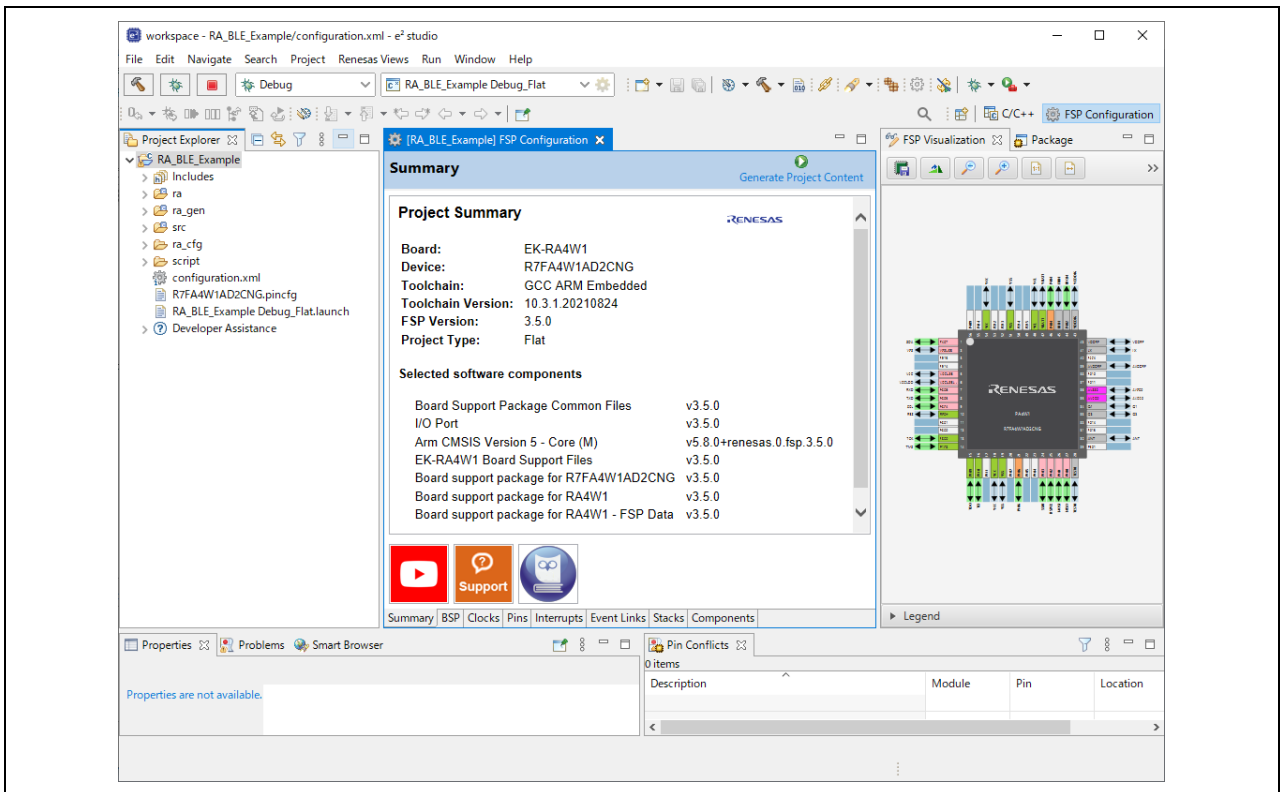 workspace - RA_BLE_Example/configuration.xml - e² studio
File Edit Navigate Search Project Renesas Views Run Window Help
Debug
RA_BLE_Example Debug_Flat
C/C++
FSP Configuration
Project Explorer
RA_BLE_Example
Includes
ra
ra_gen
src
ra_cfg
script
configuration.xml
R7FA4W1AD2CNG.pincfg
RA_BLE_Example Debug_Flat.launch
Developer Assistance
[RA_BLE_Example] FSP Configuration
Summary
Generate Project Content
Project Summary
RENESAS
Board: EK-RA4W1
Device: R7FA4W1AD2CNG
Toolchain: GCC ARM Embedded
Toolchain Version: 10.3.1.20210824
FSP Version: 3.5.0
Project Type: Flat
Selected software components
Board Support Package Common Files v3.5.0
I/O Port v3.5.0
Arm CMSIS Version 5 - Core (M) v5.8.0+renesas.0.fsp.3.5.0
EK-RA4W1 Board Support Files v3.5.0
Board support package for R7FA4W1AD2CNG v3.5.0
Board support package for RA4W1 v3.5.0
Board support package for RA4W1 - FSP Data v3.5.0
Support
Summary BSP Clocks Pins Interrupts Event Links Stacks Components
FSP Visualization
Package
RENESAS
RA4W1
R7FA4W1AD2CNG
Legend
Properties
Problems
Smart Browser
Properties are not available.
Pin Conflicts
0 items
Description Module Pin Location